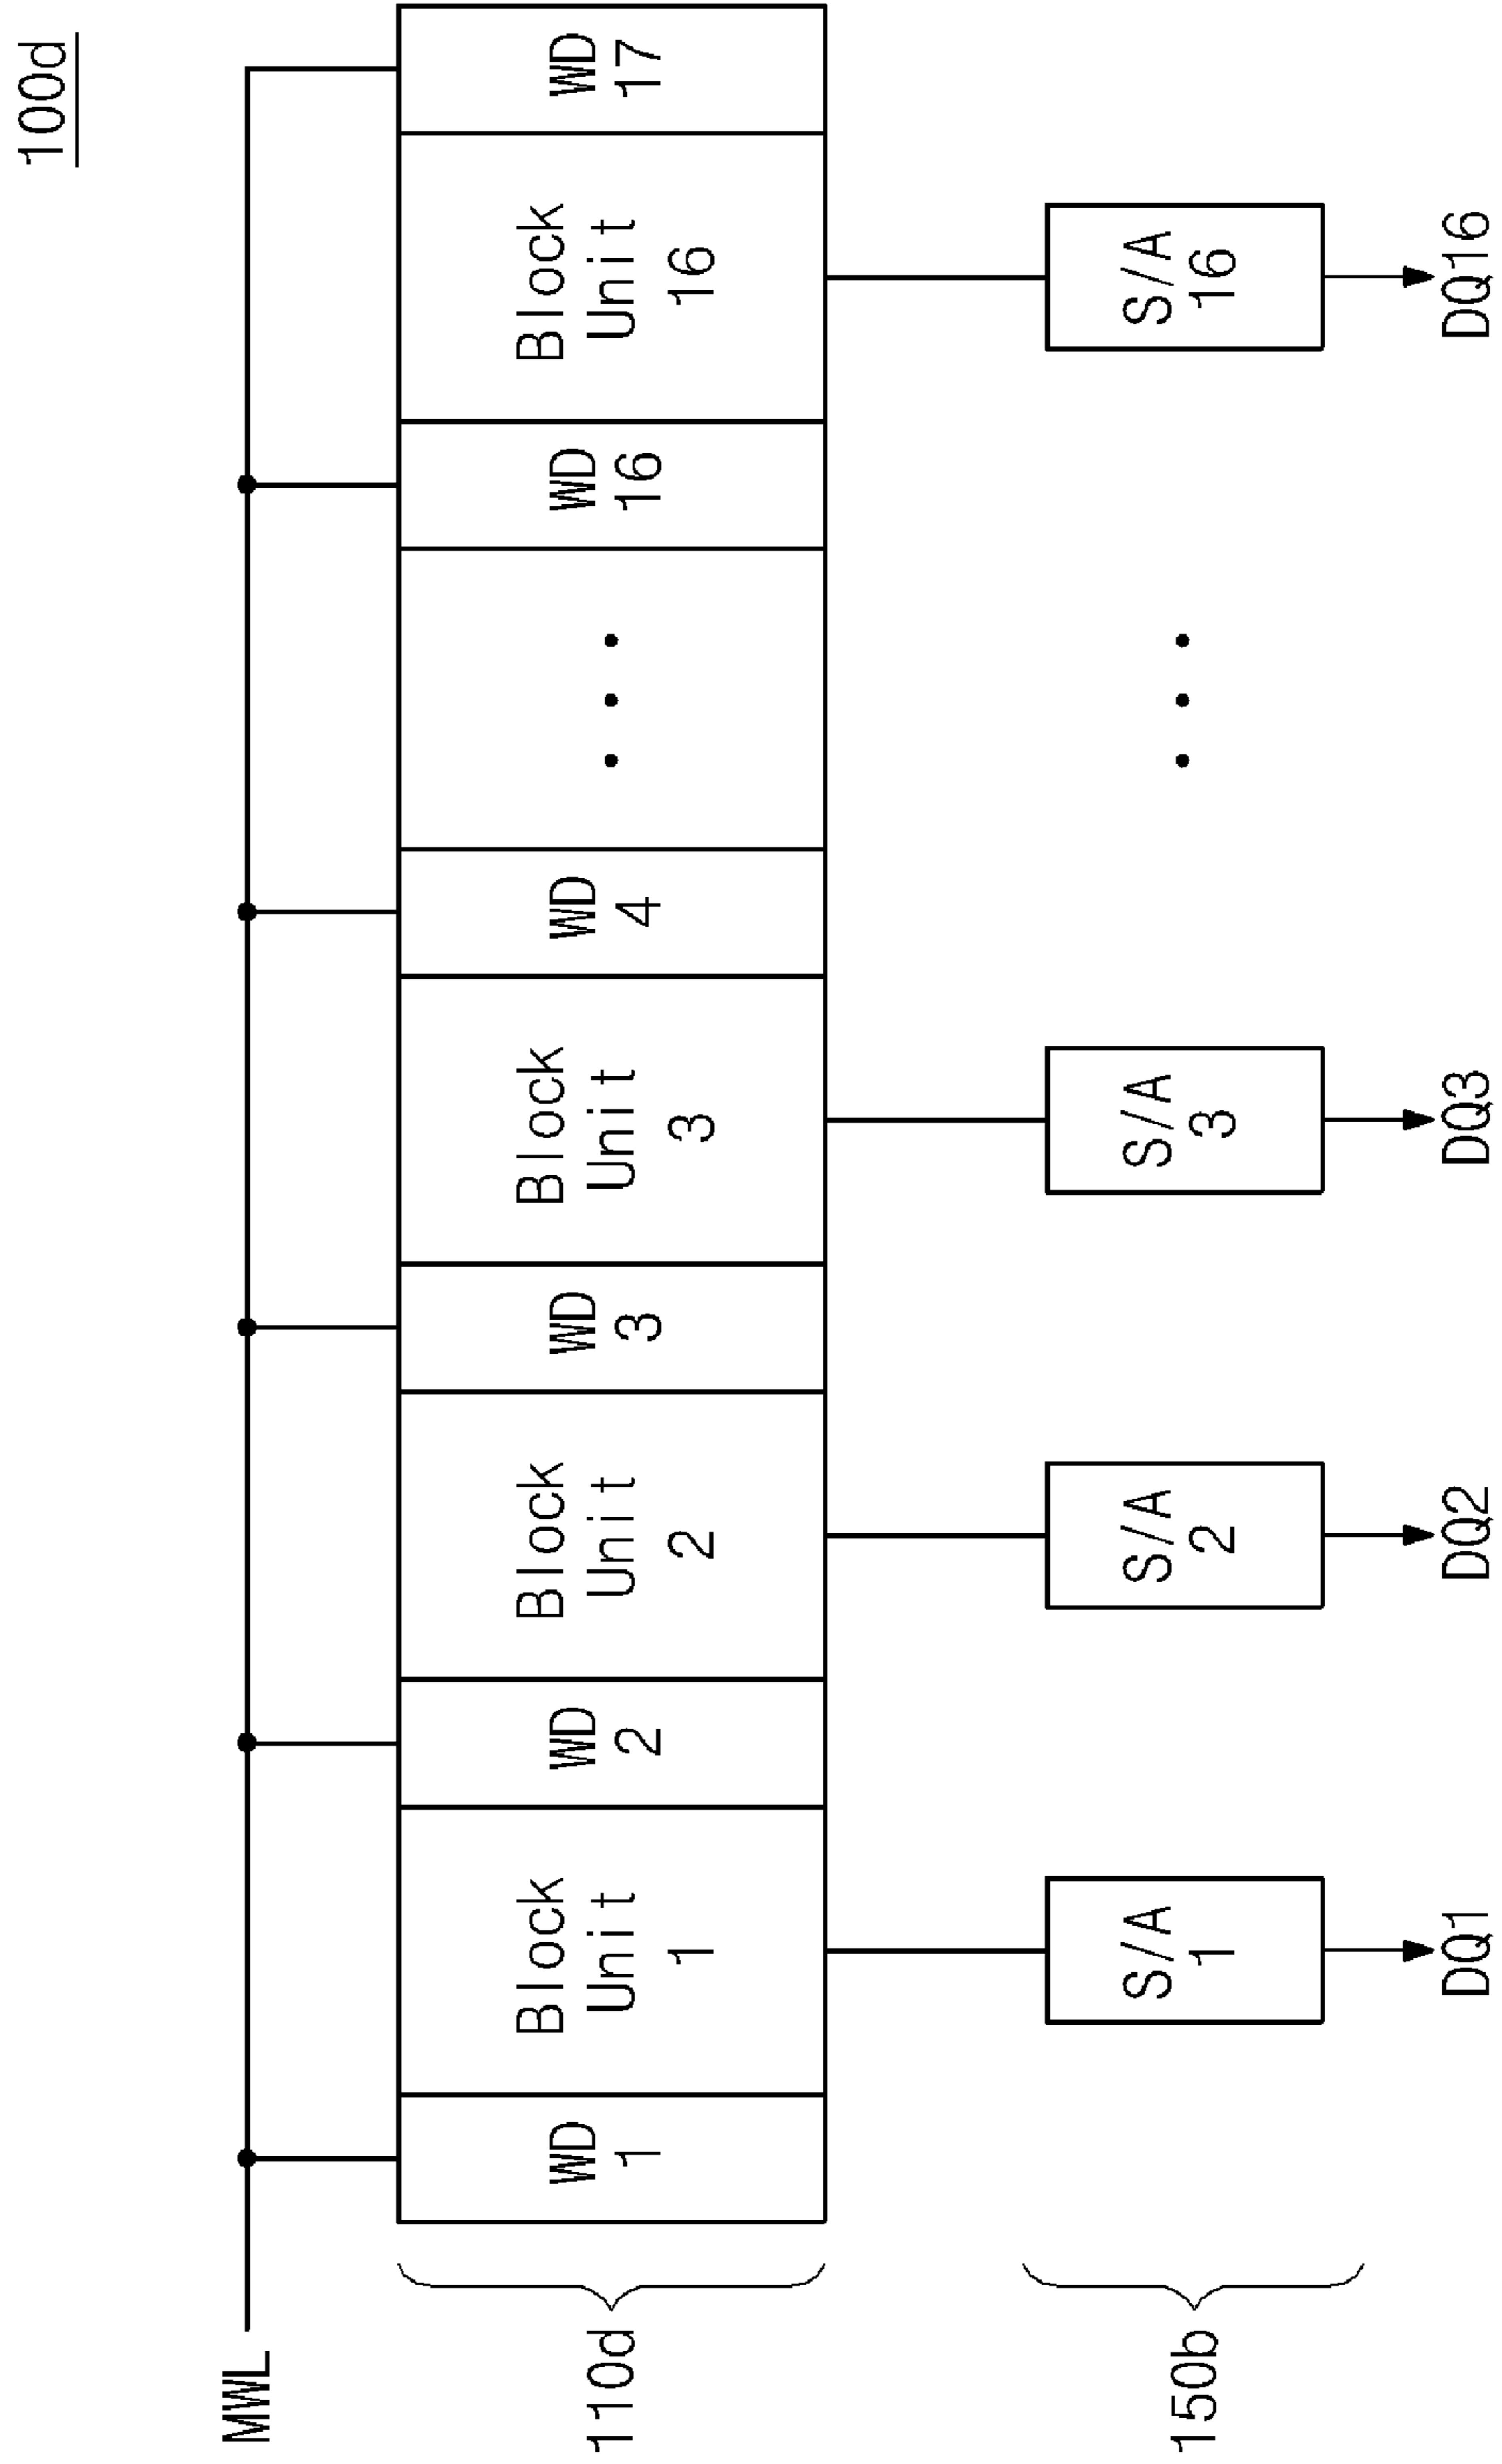 100d
MWL
110d
WD
1
Block
Unit
1
WD
2
Block
Unit
2
WD
3
Block
Unit
3
WD
4
WD
16
Block
Unit
16
WD
17
150b
S/A
1
S/A
2
S/A
3
S/A
16
DQ1
DQ2
DQ3
DQ16